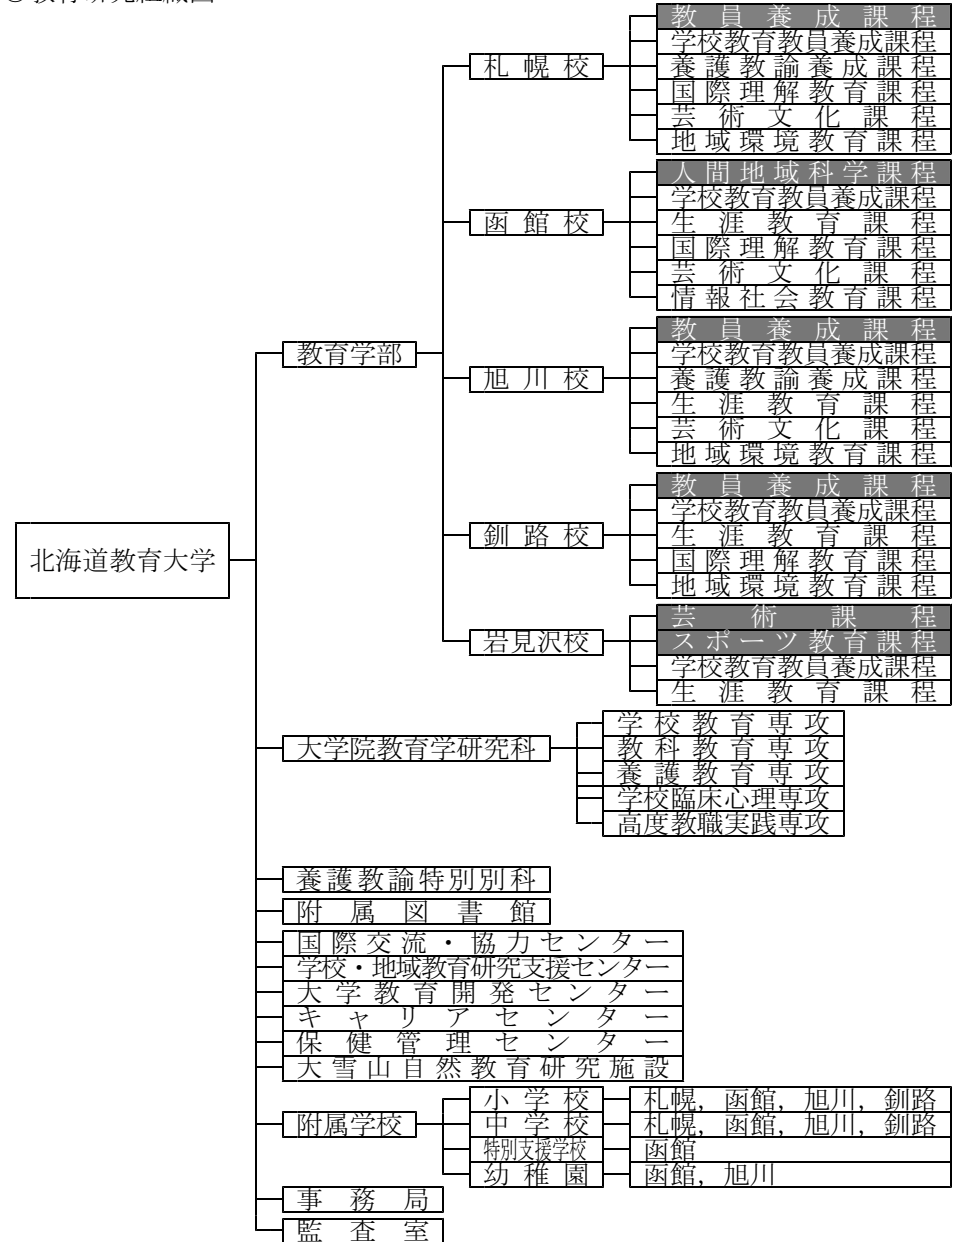 教員養成課程
学校教育教員養成課程
札幌校
養護教諭養成課程
国際理解教育課程
芸術文化課程
地域環境教育課程
人間地域科学課程
学校教育教員養成課程
函館校
生涯教育課程
国際理解教育課程
芸術文化課程
情報社会教育課程
教員養成課程
教育学部
学校教育教員養成課程
旭川校
養護教諭養成課程
生涯教育課程
芸術文化課程
地域環境教育課程
教員養成課程
学校教育教員養成課程
釧路校
生涯教育課程
国際理解教育課程
地域環境教育課程
北海道教育大学
芸術課程
岩見沢校
スポーツ教育課程
学校教育教員養成課程
生涯教育課程
大学院教育学研究科
学校教育専攻
教科教育専攻
養護教育専攻
学校臨床心理専攻
高度教職実践専攻
養護教諭特別別科
附属図書館
国際交流・協力センター
学校・地域教育研究支援センター
大学教育開発センター
キャリアセンター
保健管理センター
大雪山自然教育研究施設
附属学校
小学校 札幌，函館，旭川，釧路
中学校 札幌，函館，旭川，釧路
特別支援学校 函館
幼稚園 函館，旭川
事務局
監査室